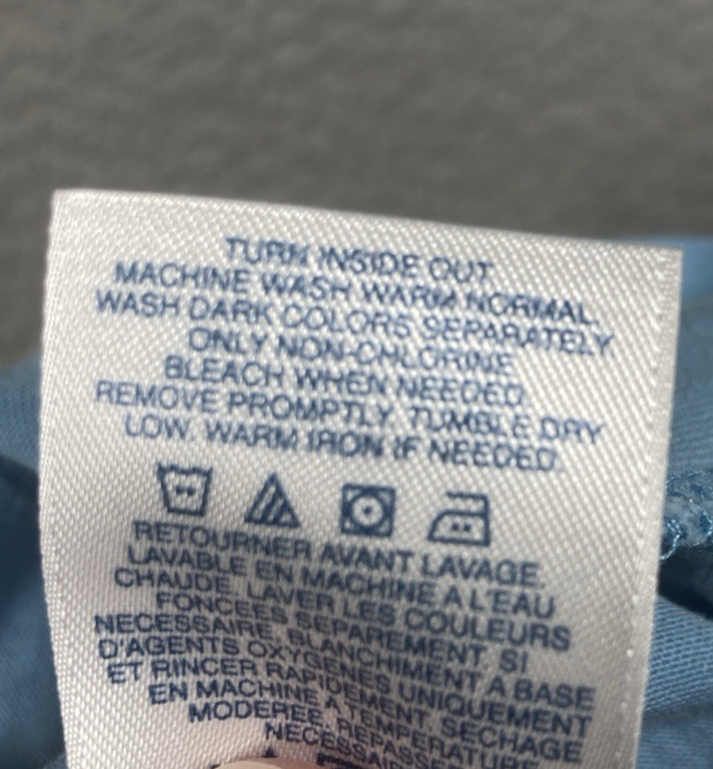 TURN INSIDE OUT
MACHINE WASH WARM NORMAL.
WASH DARK COLORS SEPARATELY.
ONLY NON-CHLORINE
BLEACH WHEN NEEDED.
REMOVE PROMPTLY. TUMBLE DRY
LOW. WARM IRON IF NEEDED.
RETOURNER AVANT LAVAGE.
LAVABLE EN MACHINE A L'EAU
CHAUDE. LAVER LES COULEURS
FONCEES SEPAREMENT. SI
NECESSAIRE, BLANCHIMENT A BASE
D'AGENTS OXYGENES UNIQUEMENT
ET RINCER RAPIDEMENT. SECHAGE
EN MACHINE A TEMPERATURE
MODEREE. REPASSER